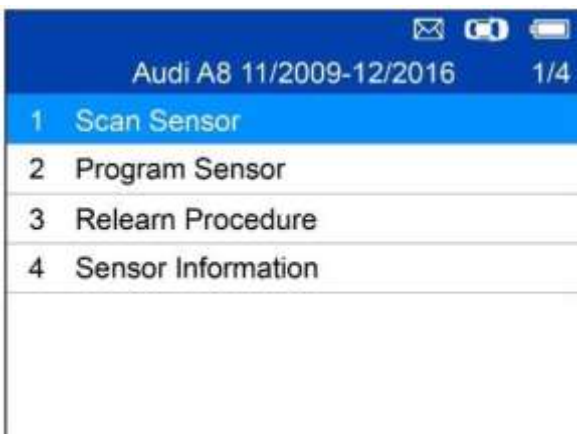 Audi A8 11/2009-12/2016 1/4
1 Scan Sensor
2 Program Sensor
3 Relearn Procedure
4 Sensor Information